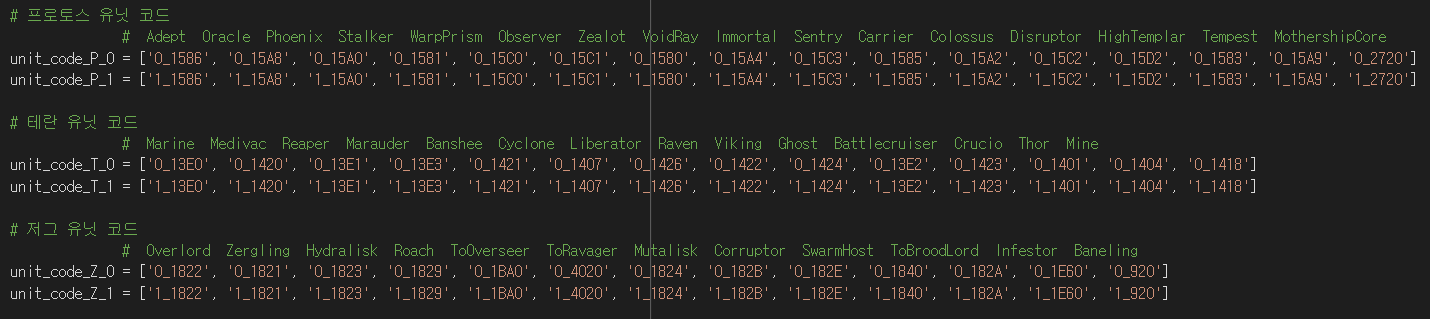 # 프로토스 유닛 코드
# Adept Oracle Phoenix Stalker WarpPrism Observer Zealot VoidRay Immortal Sentry Carrier Colossus Disruptor HighTemplar Tempest MothershipCore
unit_code_P_0 = ['0_1586', '0_15A8', '0_15A0', '0_1581', '0_15C0', '0_15C1', '0_1580', '0_15A4', '0_15C3', '0_1585', '0_15A2', '0_15C2', '0_15D2', '0_1583', '0_15A9', '0_2720']
unit_code_P_1 = ['1_1586', '1_15A8', '1_15A0', '1_1581', '1_15C0', '1_15C1', '1_1580', '1_15A4', '1_15C3', '1_1585', '1_15A2', '1_15C2', '1_15D2', '1_1583', '1_15A9', '1_2720']
# 테란 유닛 코드
# Marine Medivac Reaper Marauder Banshee Cyclone Liberator Raven Viking Ghost Battlecruiser Crucio Thor Mine
unit_code_T_0 = ['0_13E0', '0_1420', '0_13E1', '0_13E3', '0_1421', '0_1407', '0_1426', '0_1422', '0_1424', '0_13E2', '0_1423', '0_1401', '0_1404', '0_1418']
unit_code_T_1 = ['1_13E0', '1_1420', '1_13E1', '1_13E3', '1_1421', '1_1407', '1_1426', '1_1422', '1_1424', '1_13E2', '1_1423', '1_1401', '1_1404', '1_1418']
# 저그 유닛 코드
# Overlord Zergling Hydralisk Roach ToOverseer ToRavager Mutalisk Corruptor SwarmHost ToBroodLord Infestor Baneling
unit_code_Z_0 = ['0_1822', '0_1821', '0_1823', '0_1829', '0_1BA0', '0_4020', '0_1824', '0_182B', '0_182E', '0_1840', '0_182A', '0_1E60', '0_920']
unit_code_Z_1 = ['1_1822', '1_1821', '1_1823', '1_1829', '1_1BA0', '1_4020', '1_1824', '1_182B', '1_182E', '1_1840', '1_182A', '1_1E60', '1_920']